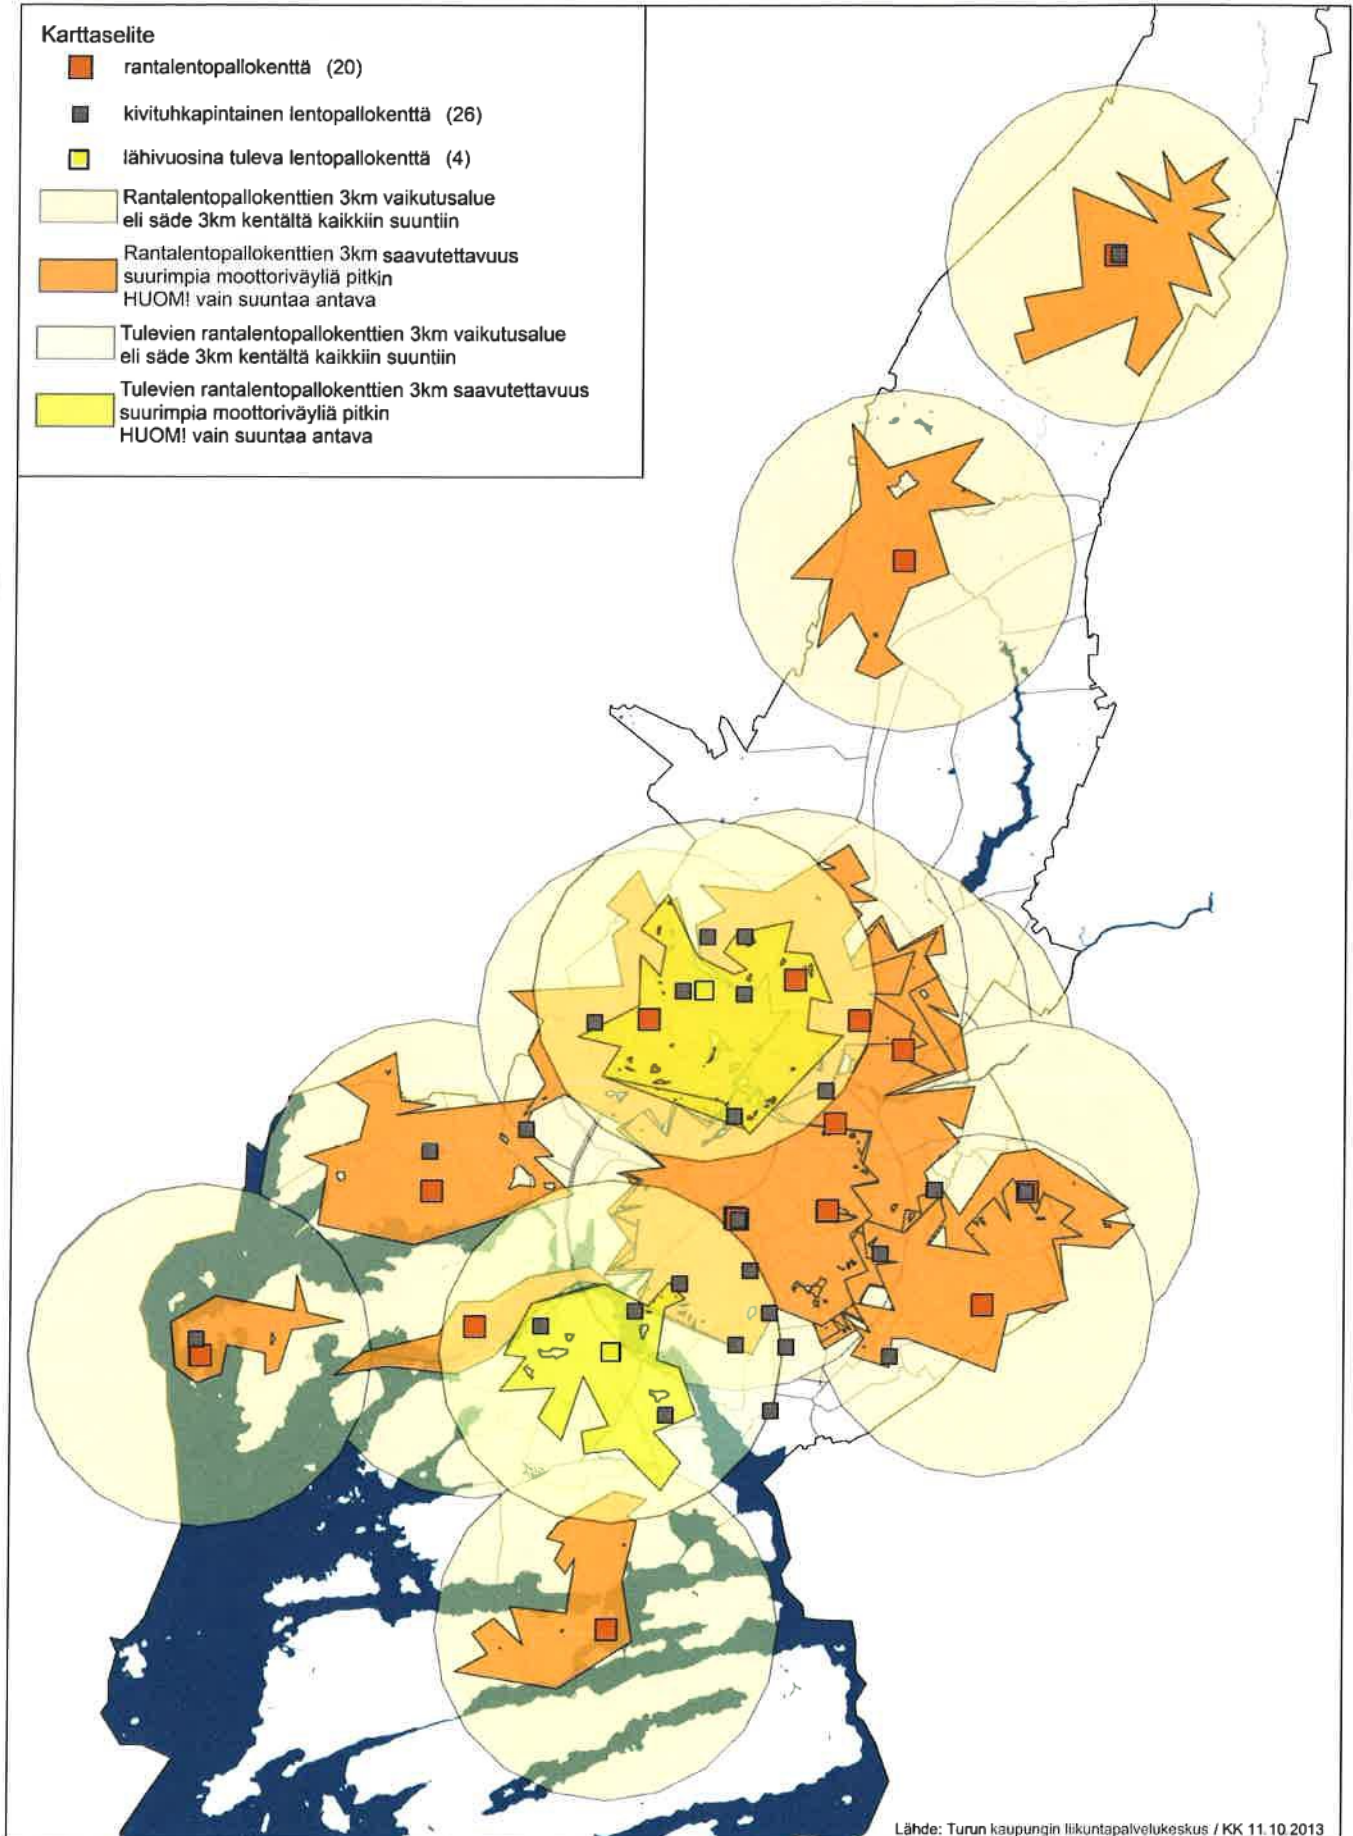 Karttaselite
rantalentopallokenttä (20)
kivituhkapintainen lentopallokenttä (26)
lähivuosina tuleva lentopallokenttä (4)
Rantalentopallokenttien 3km vaikutusalue
eli säde 3km kentältä kaikkiin suuntiin
Rantalentopallokenttien 3km saavutettavuus
suurimpia moottoriväyliä pitkin
HUOM! vain suuntaa antava
Tulevien rantalentopallokenttien 3km vaikutusalue
eli säde 3km kentältä kaikkiin suuntiin
Tulevien rantalentopallokenttien 3km saavutettavuus
suurimpia moottoriväyliä pitkin
HUOM! vain suuntaa antava
Lähde: Turun kaupungin liikuntapalvelukeskus / KK 11.10.2013